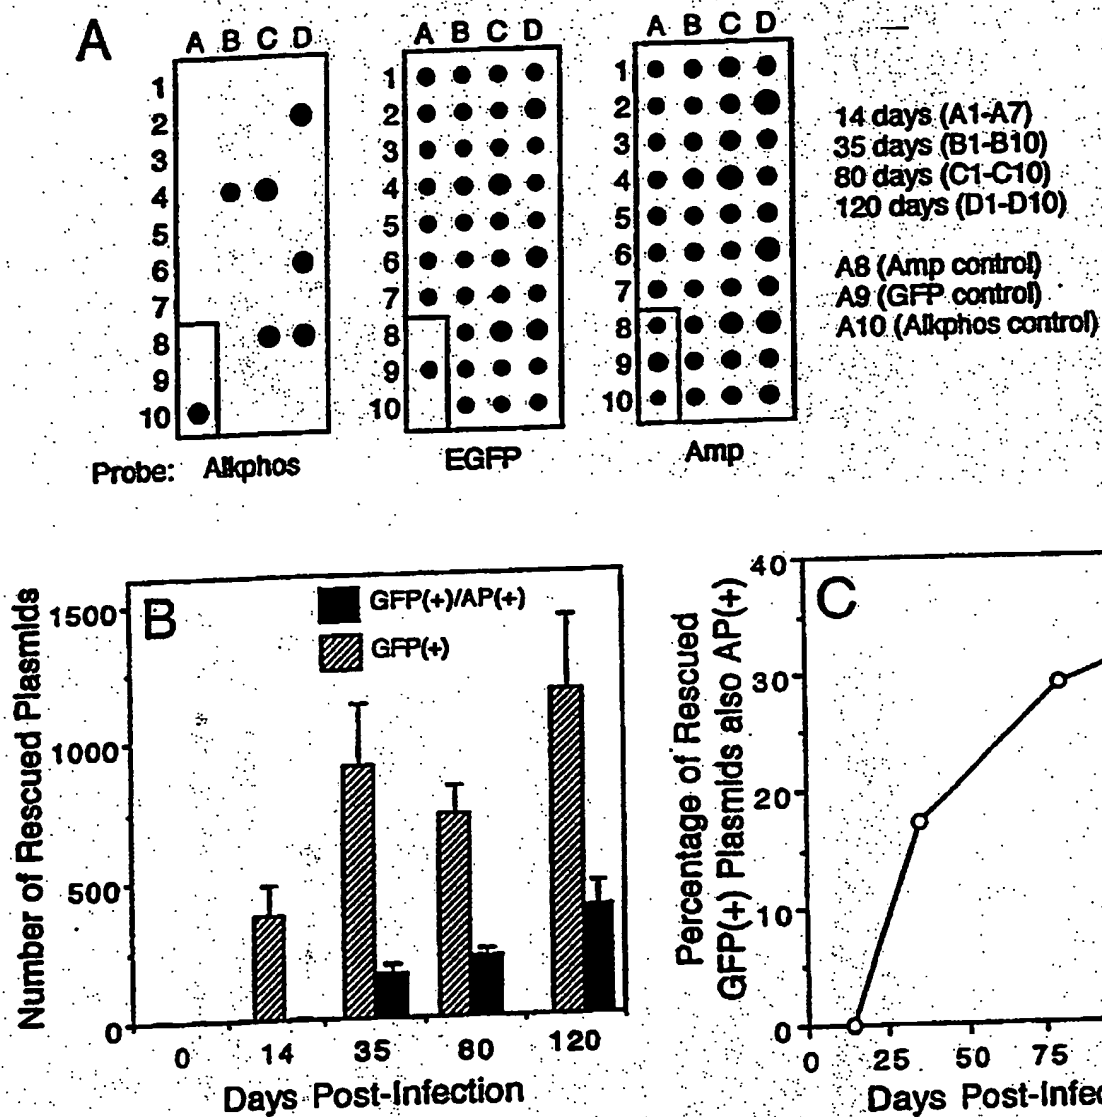 A
A B C D
1
2
3
4
5
6
7
8
9
10
A B C D
1
2
3
4
5
6
7
8
9
10
A B C D
1
2
3
4
5
6
7
8
9
10
Probe: Alkphos
EGFP
Amp
14 days (A1-A7)
35 days (B1-B10)
80 days (C1-C10)
120 days (D1-D10)
A8 (Amp control)
A9 (GFP control)
A10 (Alkphos control)
B
GFP(+)/AP(+)
GFP(+)
Number of Rescued Plasmids
1500
1000
500
0
0 14 35 80 120
Days Post-Infection
C
Percentage of Rescued
GFP(+) Plasmids also AP(+)
40
30
20
10
0
0 25 50 75
Days Post-Infec